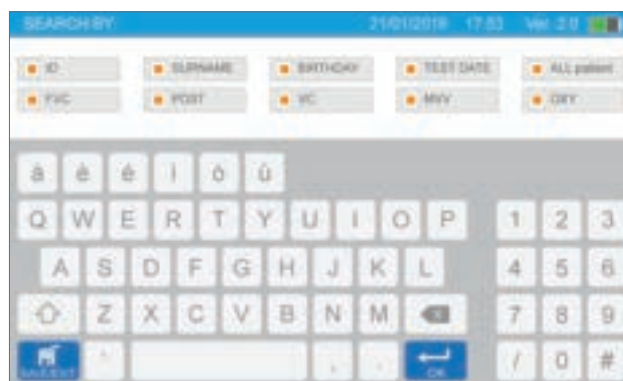 SEARCH BY: 21/01/2019 17:53 Ver. 2.0
ID SURNAME BIRTHDAY TEST DATE ALL patient
FVC POST VC MVV OXY
à è é ì ò ù
Q W E R T Y U I O P 1 2 3
A S D F G H J K L 4 5 6
Z X C V B N M 7 8 9
SAVE/EXIT ' , . OK / 0 #